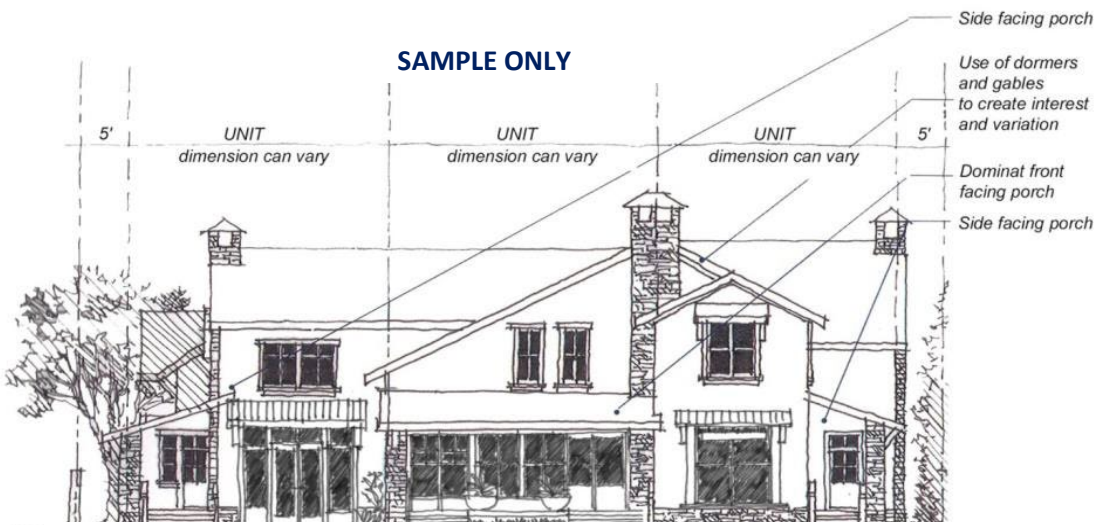 Side facing porch
SAMPLE ONLY
Use of dormers
and gables
to create interest
and variation
5'
UNIT
dimension can vary
UNIT
dimension can vary
UNIT
dimension can vary
5'
Dominat front
facing porch
Side facing porch